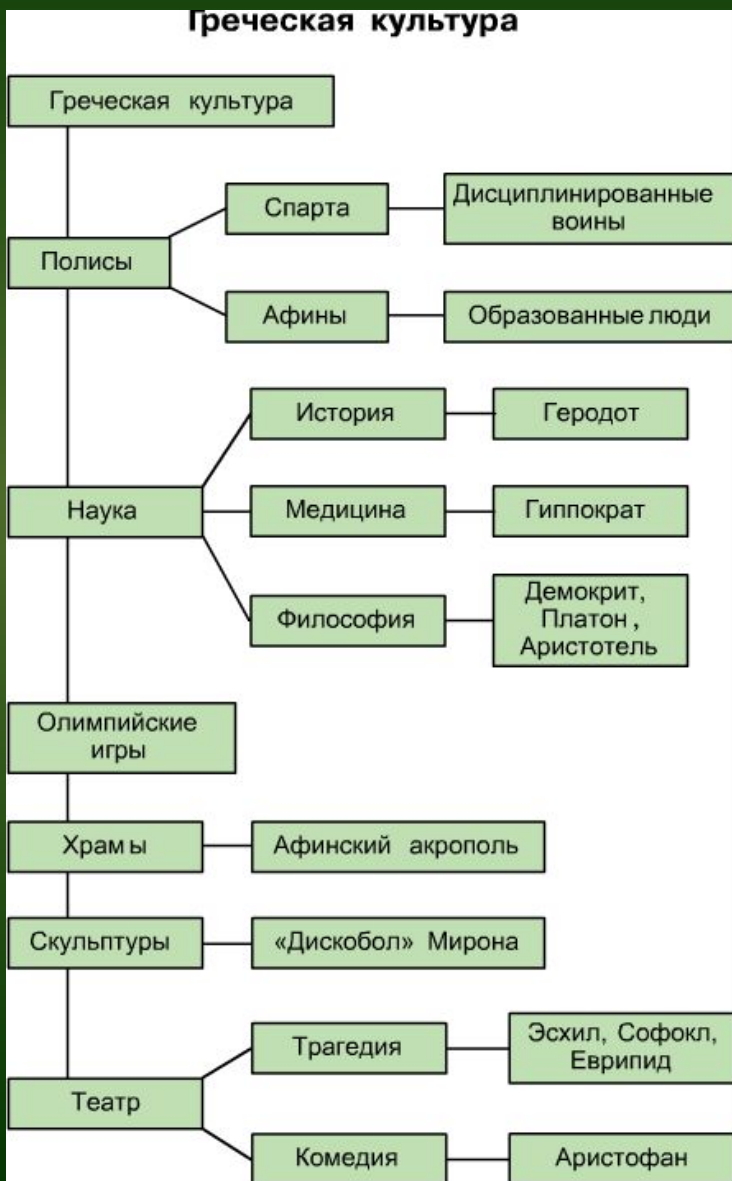 Греческая культура
Греческая культура
Спарта
Дисциплинированные
воины
Полисы
Афины
Образованные люди
История
Геродот
Наука
Медицина
Гиппократ
Философия
Демокрит,
Платон ,
Аристотель
Олимпийские
игры
Храмы
Афинский акрополь
Скульптуры
«Дискобол» Мирона
Трагедия
Эсхил, Софокл,
Еврипид
Театр
Комедия
Аристофан